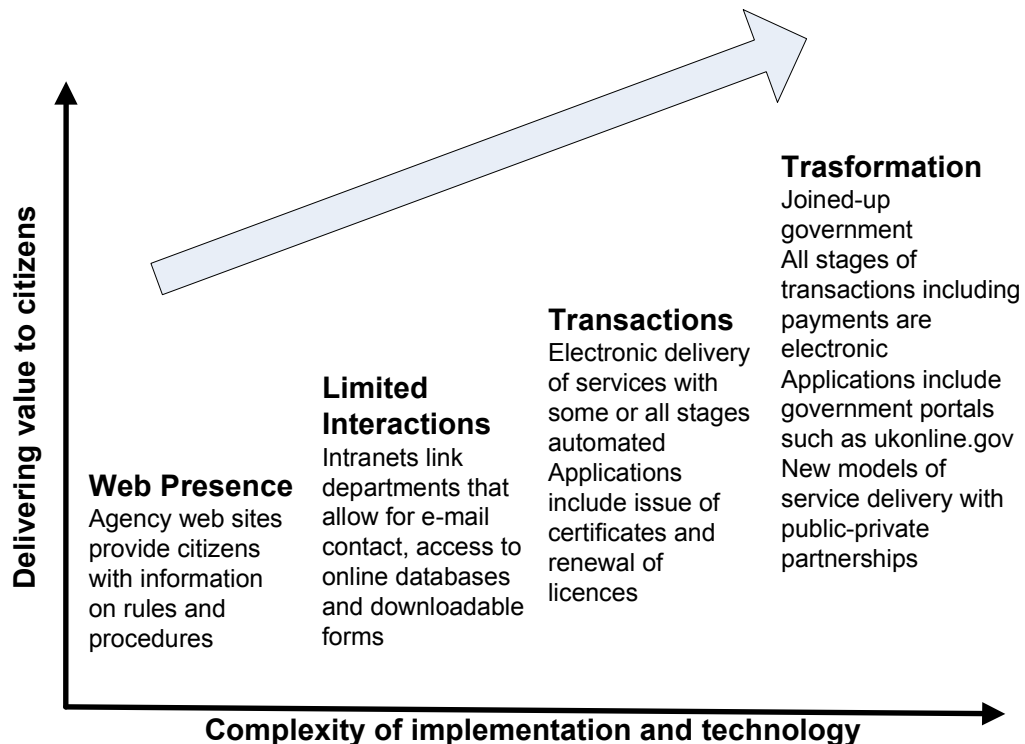 Delivering value to citizens
Web Presence
Agency web sites
provide citizens
with information
on rules and
procedures
Limited
Interactions
Intranets link
departments that
allow for e-mail
contact, access to
online databases
and downloadable
forms
Transactions
Electronic delivery
of services with
some or all stages
automated
Applications
include issue of
certificates and
renewal of
licences
Trasformation
Joined-up
government
All stages of
transactions including
payments are
electronic
Applications include
government portals
such as ukonline.gov
New models of
service delivery with
public-private
partnerships
Complexity of implementation and technology